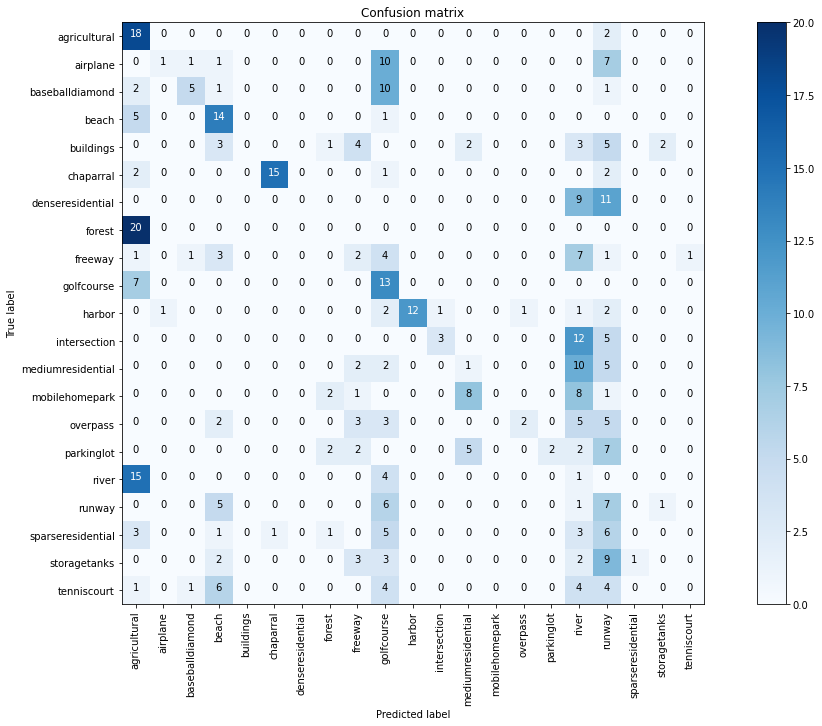 Confusion matrix
agricultural 18 0 0 0 0 0 0 0 0 0 0 0 0 0 0 0 0 2 0 0 0
airplane 0 1 1 1 0 0 0 0 0 10 0 0 0 0 0 0 0 7 0 0 0
baseballdiamond 2 0 5 1 0 0 0 0 0 10 0 0 0 0 0 0 0 1 0 0 0
beach 5 0 0 14 0 0 0 0 0 1 0 0 0 0 0 0 0 0 0 0 0
buildings 0 0 0 3 0 0 0 1 4 0 0 0 2 0 0 0 3 5 0 2 0
chaparral 2 0 0 0 0 15 0 0 0 1 0 0 0 0 0 0 0 2 0 0 0
denseresidential 0 0 0 0 0 0 0 0 0 0 0 0 0 0 0 0 9 11 0 0 0
forest 20 0 0 0 0 0 0 0 0 0 0 0 0 0 0 0 0 0 0 0 0
freeway 1 0 1 3 0 0 0 0 2 4 0 0 0 0 0 0 7 1 0 0 1
golfcourse 7 0 0 0 0 0 0 0 0 13 0 0 0 0 0 0 0 0 0 0 0
harbor 0 1 0 0 0 0 0 0 0 2 12 1 0 0 1 0 1 2 0 0 0
intersection 0 0 0 0 0 0 0 0 0 0 0 3 0 0 0 0 12 5 0 0 0
mediumresidential 0 0 0 0 0 0 0 0 2 2 0 0 1 0 0 0 10 5 0 0 0
mobilehomepark 0 0 0 0 0 0 0 2 1 0 0 0 8 0 0 0 8 1 0 0 0
overpass 0 0 0 2 0 0 0 0 3 3 0 0 0 0 2 0 5 5 0 0 0
parkinglot 0 0 0 0 0 0 0 2 2 0 0 0 5 0 0 2 2 7 0 0 0
river 15 0 0 0 0 0 0 0 0 4 0 0 0 0 0 0 1 0 0 0 0
runway 0 0 0 5 0 0 0 0 0 6 0 0 0 0 0 0 1 7 0 1 0
sparseresidential 3 0 0 1 0 1 0 1 0 5 0 0 0 0 0 0 3 6 0 0 0
storagetanks 0 0 0 2 0 0 0 0 3 3 0 0 0 0 0 0 2 9 1 0 0
tenniscourt 1 0 1 6 0 0 0 0 0 4 0 0 0 0 0 0 4 4 0 0 0
True label
agricultural
airplane
baseballdiamond
beach
buildings
chaparral
denseresidential
forest
freeway
golfcourse
harbor
intersection
mediumresidential
mobilehomepark
overpass
parkinglot
river
runway
sparseresidential
storagetanks
tenniscourt
Predicted label
20.0
17.5
15.0
12.5
10.0
7.5
5.0
2.5
0.0